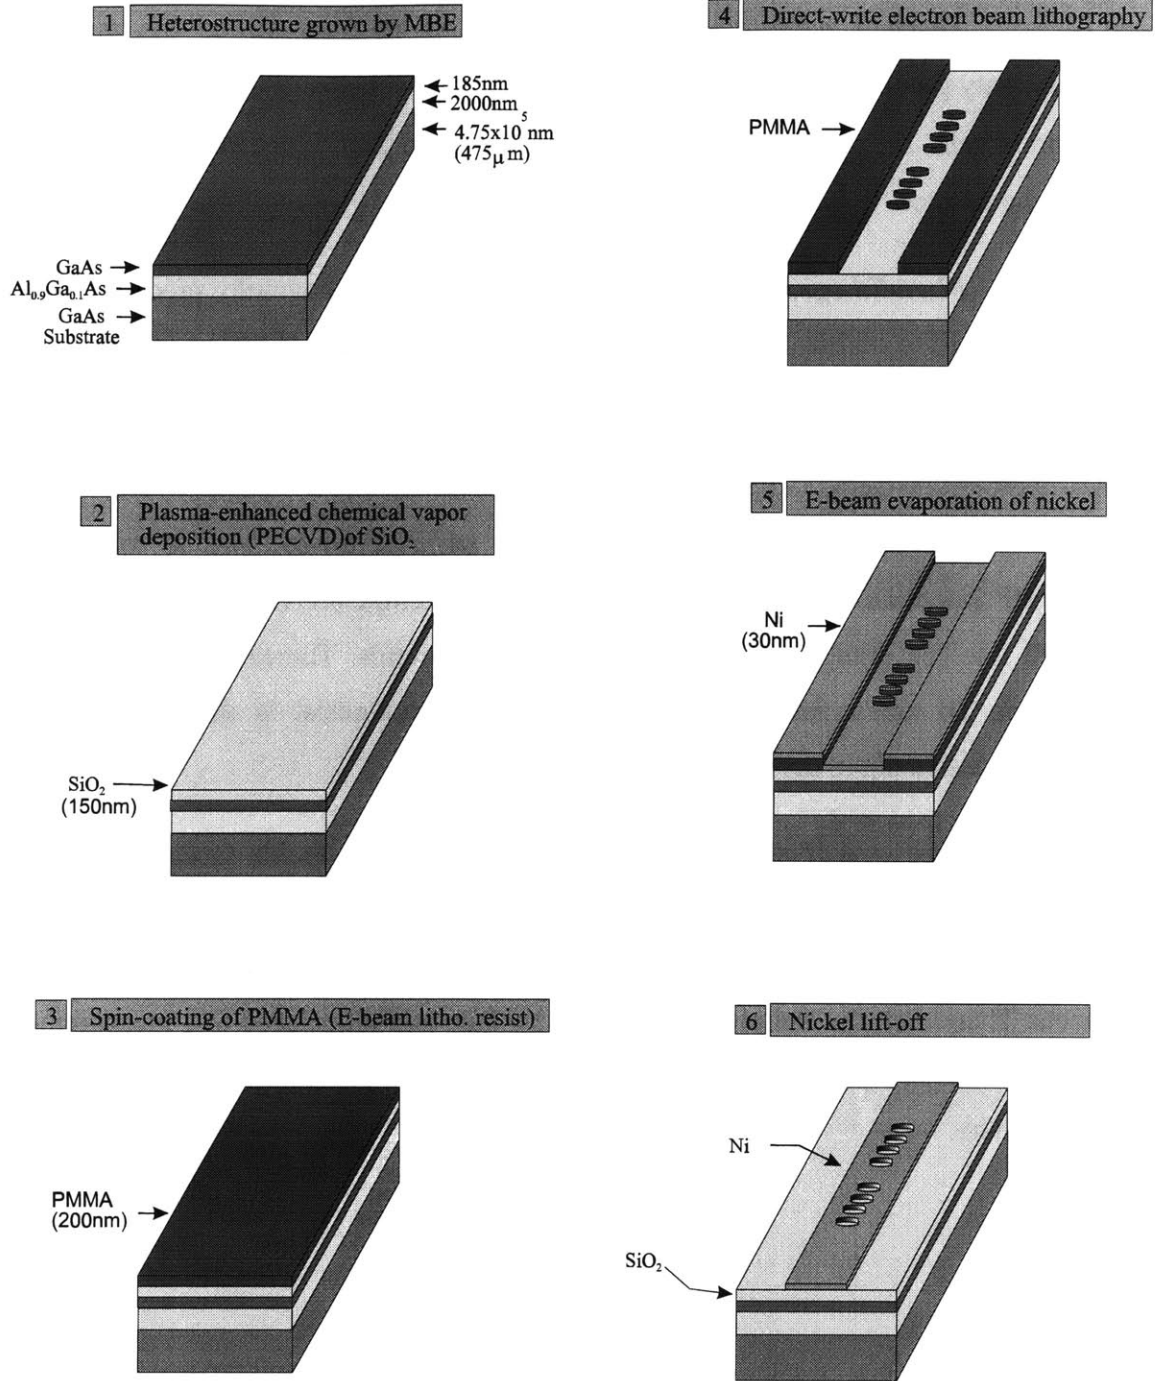 1 Heterostructure grown by MBE
185nm
2000nm
4.75x10⁵ nm
(475μm)
GaAs
Al₀.₉Ga₀.₁As
GaAs
Substrate
2 Plasma-enhanced chemical vapor
deposition (PECVD)of SiO₂
SiO₂
(150nm)
3 Spin-coating of PMMA (E-beam litho. resist)
PMMA
(200nm)
4 Direct-write electron beam lithography
PMMA
5 E-beam evaporation of nickel
Ni
(30nm)
6 Nickel lift-off
Ni
SiO₂